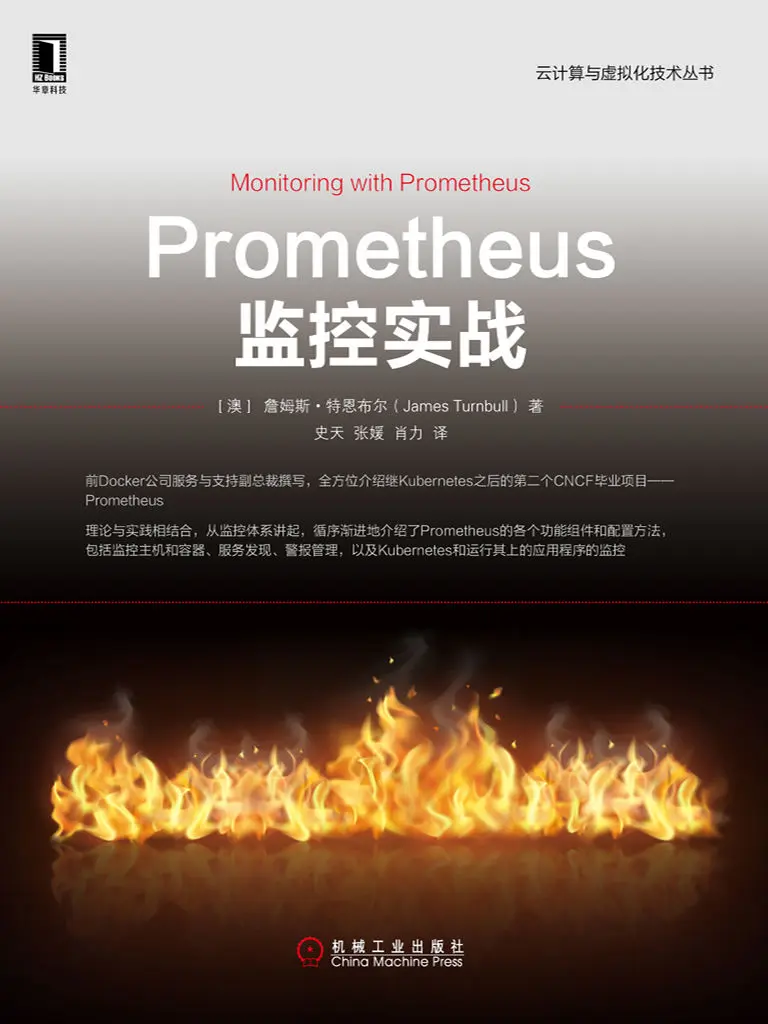 HZ Books
华章科技
云计算与虚拟化技术丛书
Monitoring with Prometheus
Prometheus
监控实战
[ 澳 ] 詹姆斯·特恩布尔（James Turnbull）著
史天 张媛 肖力 译
前Docker公司服务与支持副总裁撰写，全方位介绍继Kubernetes之后的第二个CNCF毕业项目——
Prometheus
理论与实践相结合，从监控体系讲起，循序渐进地介绍了Prometheus的各个功能组件和配置方法，
包括监控主机和容器、服务发现、警报管理，以及Kubernetes和运行其上的应用程序的监控
机械工业出版社
China Machine Press